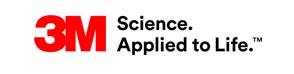 3M Science.
Applied to Life.™